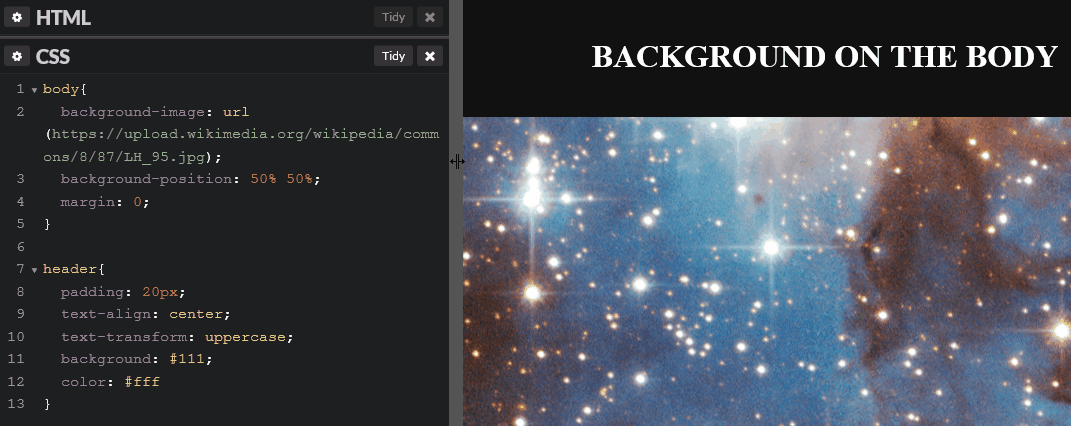 HTML
Tidy
CSS
Tidy
1 body{
2 background-image: url
(https://upload.wikimedia.org/wikipedia/comm
ons/8/87/LH_95.jpg);
3 background-position: 50% 50%;
4 margin: 0;
5 }
6
7 header{
8 padding: 20px;
9 text-align: center;
10 text-transform: uppercase;
11 background: #111;
12 color: #fff
13 }
BACKGROUND ON THE BODY